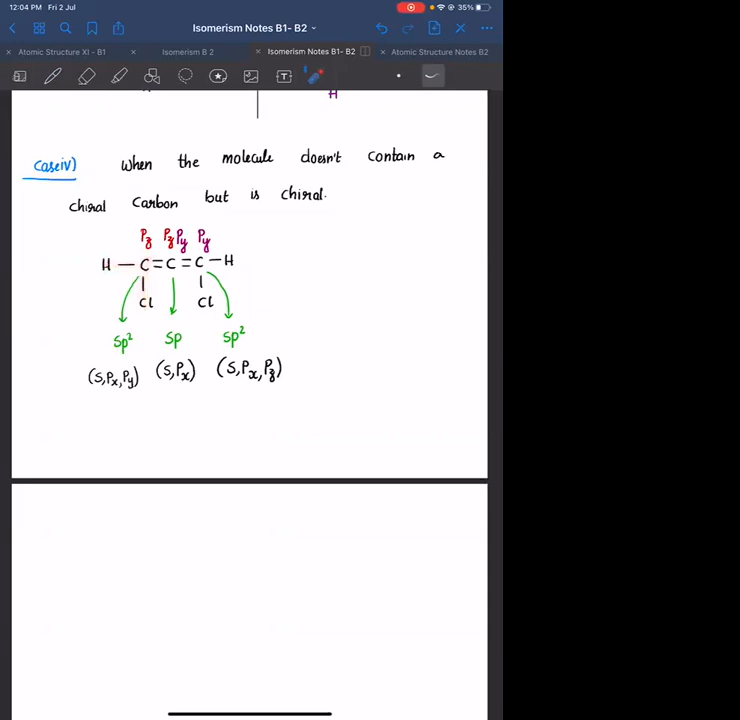 12:04 PM Fri 2 Jul
35%
Isomerism Notes B1- B2
× Atomic Structure XI - B1
× Isomerism B 2
× Isomerism Notes B1- B2
× Atomic Structure Notes B2
H
Case iv) When the molecule doesn't contain a
chiral carbon but is chiral.
Pz Pz Py Py
H — C = C = C — H
Cl Cl
Sp² Sp Sp²
(S,Px,Py) (S,Px) (S,Px,Pz)